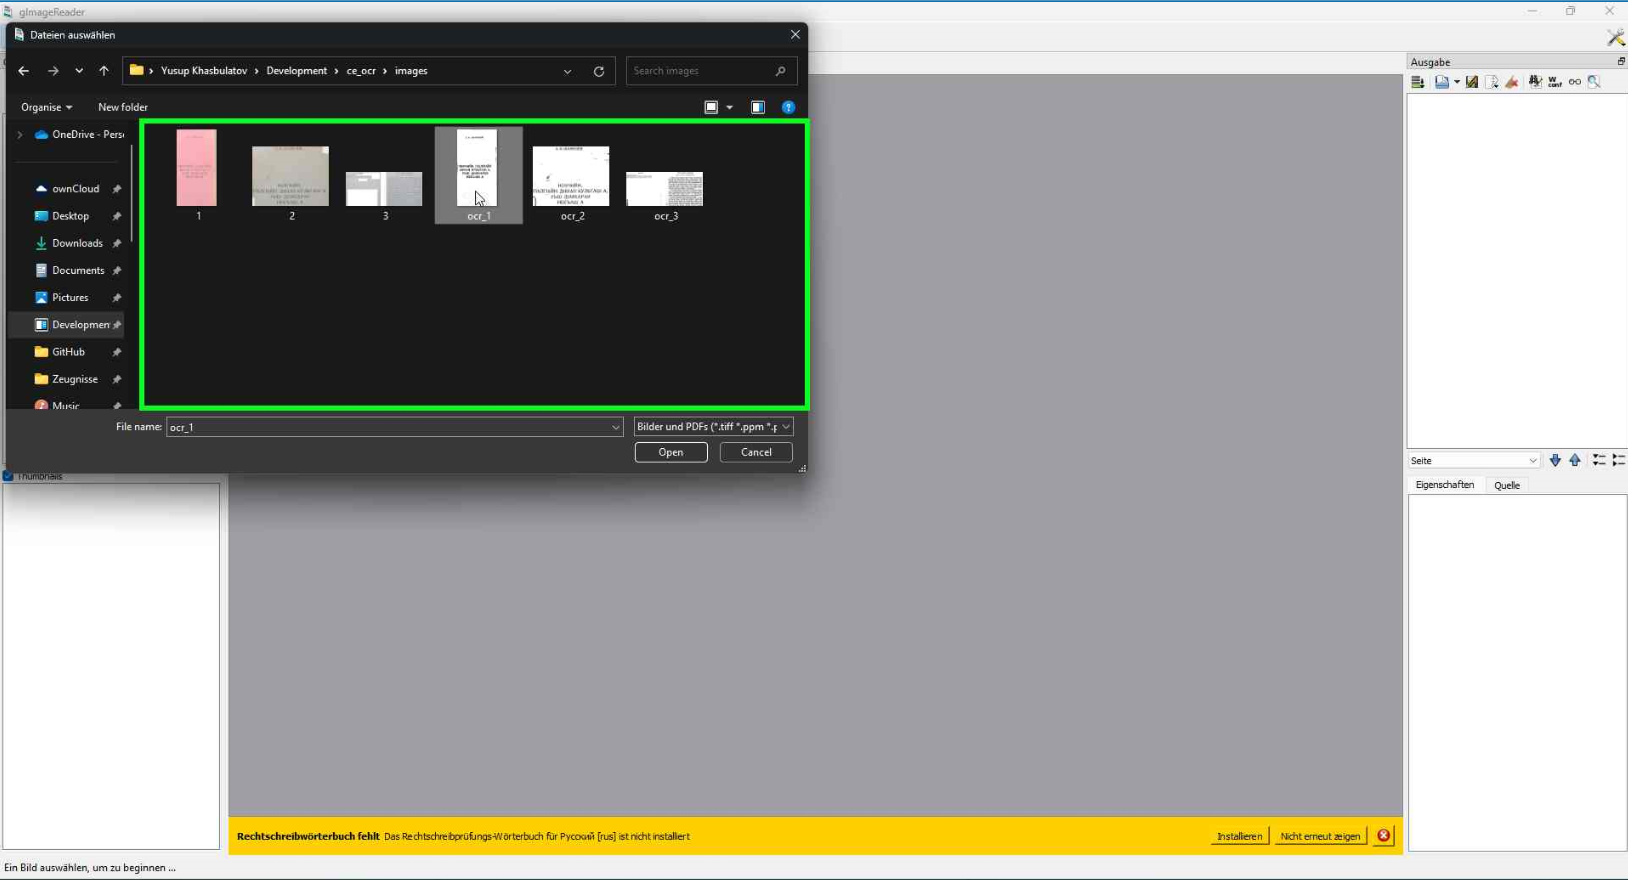 gImageReader
Dateien auswählen
Yusup Khasbulatov > Development > ce_ocr > images
Search images
Organise
New folder
OneDrive - Pers
ownCloud
Desktop
Downloads
Documents
Pictures
Developmen
GitHub
Zeugnisse
Music
1
2
3
ocr_1
ocr_2
ocr_3
File name:
ocr_1
Bilder und PDFs (*.tiff *.ppm *.p
Open
Cancel
Thumbnails
Ausgabe
Seite
Eigenschaften
Quelle
Rechtschreibwörterbuch fehlt Das Rechtschreibprüfungs-Wörterbuch für Русский [rus] ist nicht installiert
Installieren
Nicht erneut zeigen
Ein Bild auswählen, um zu beginnen ...